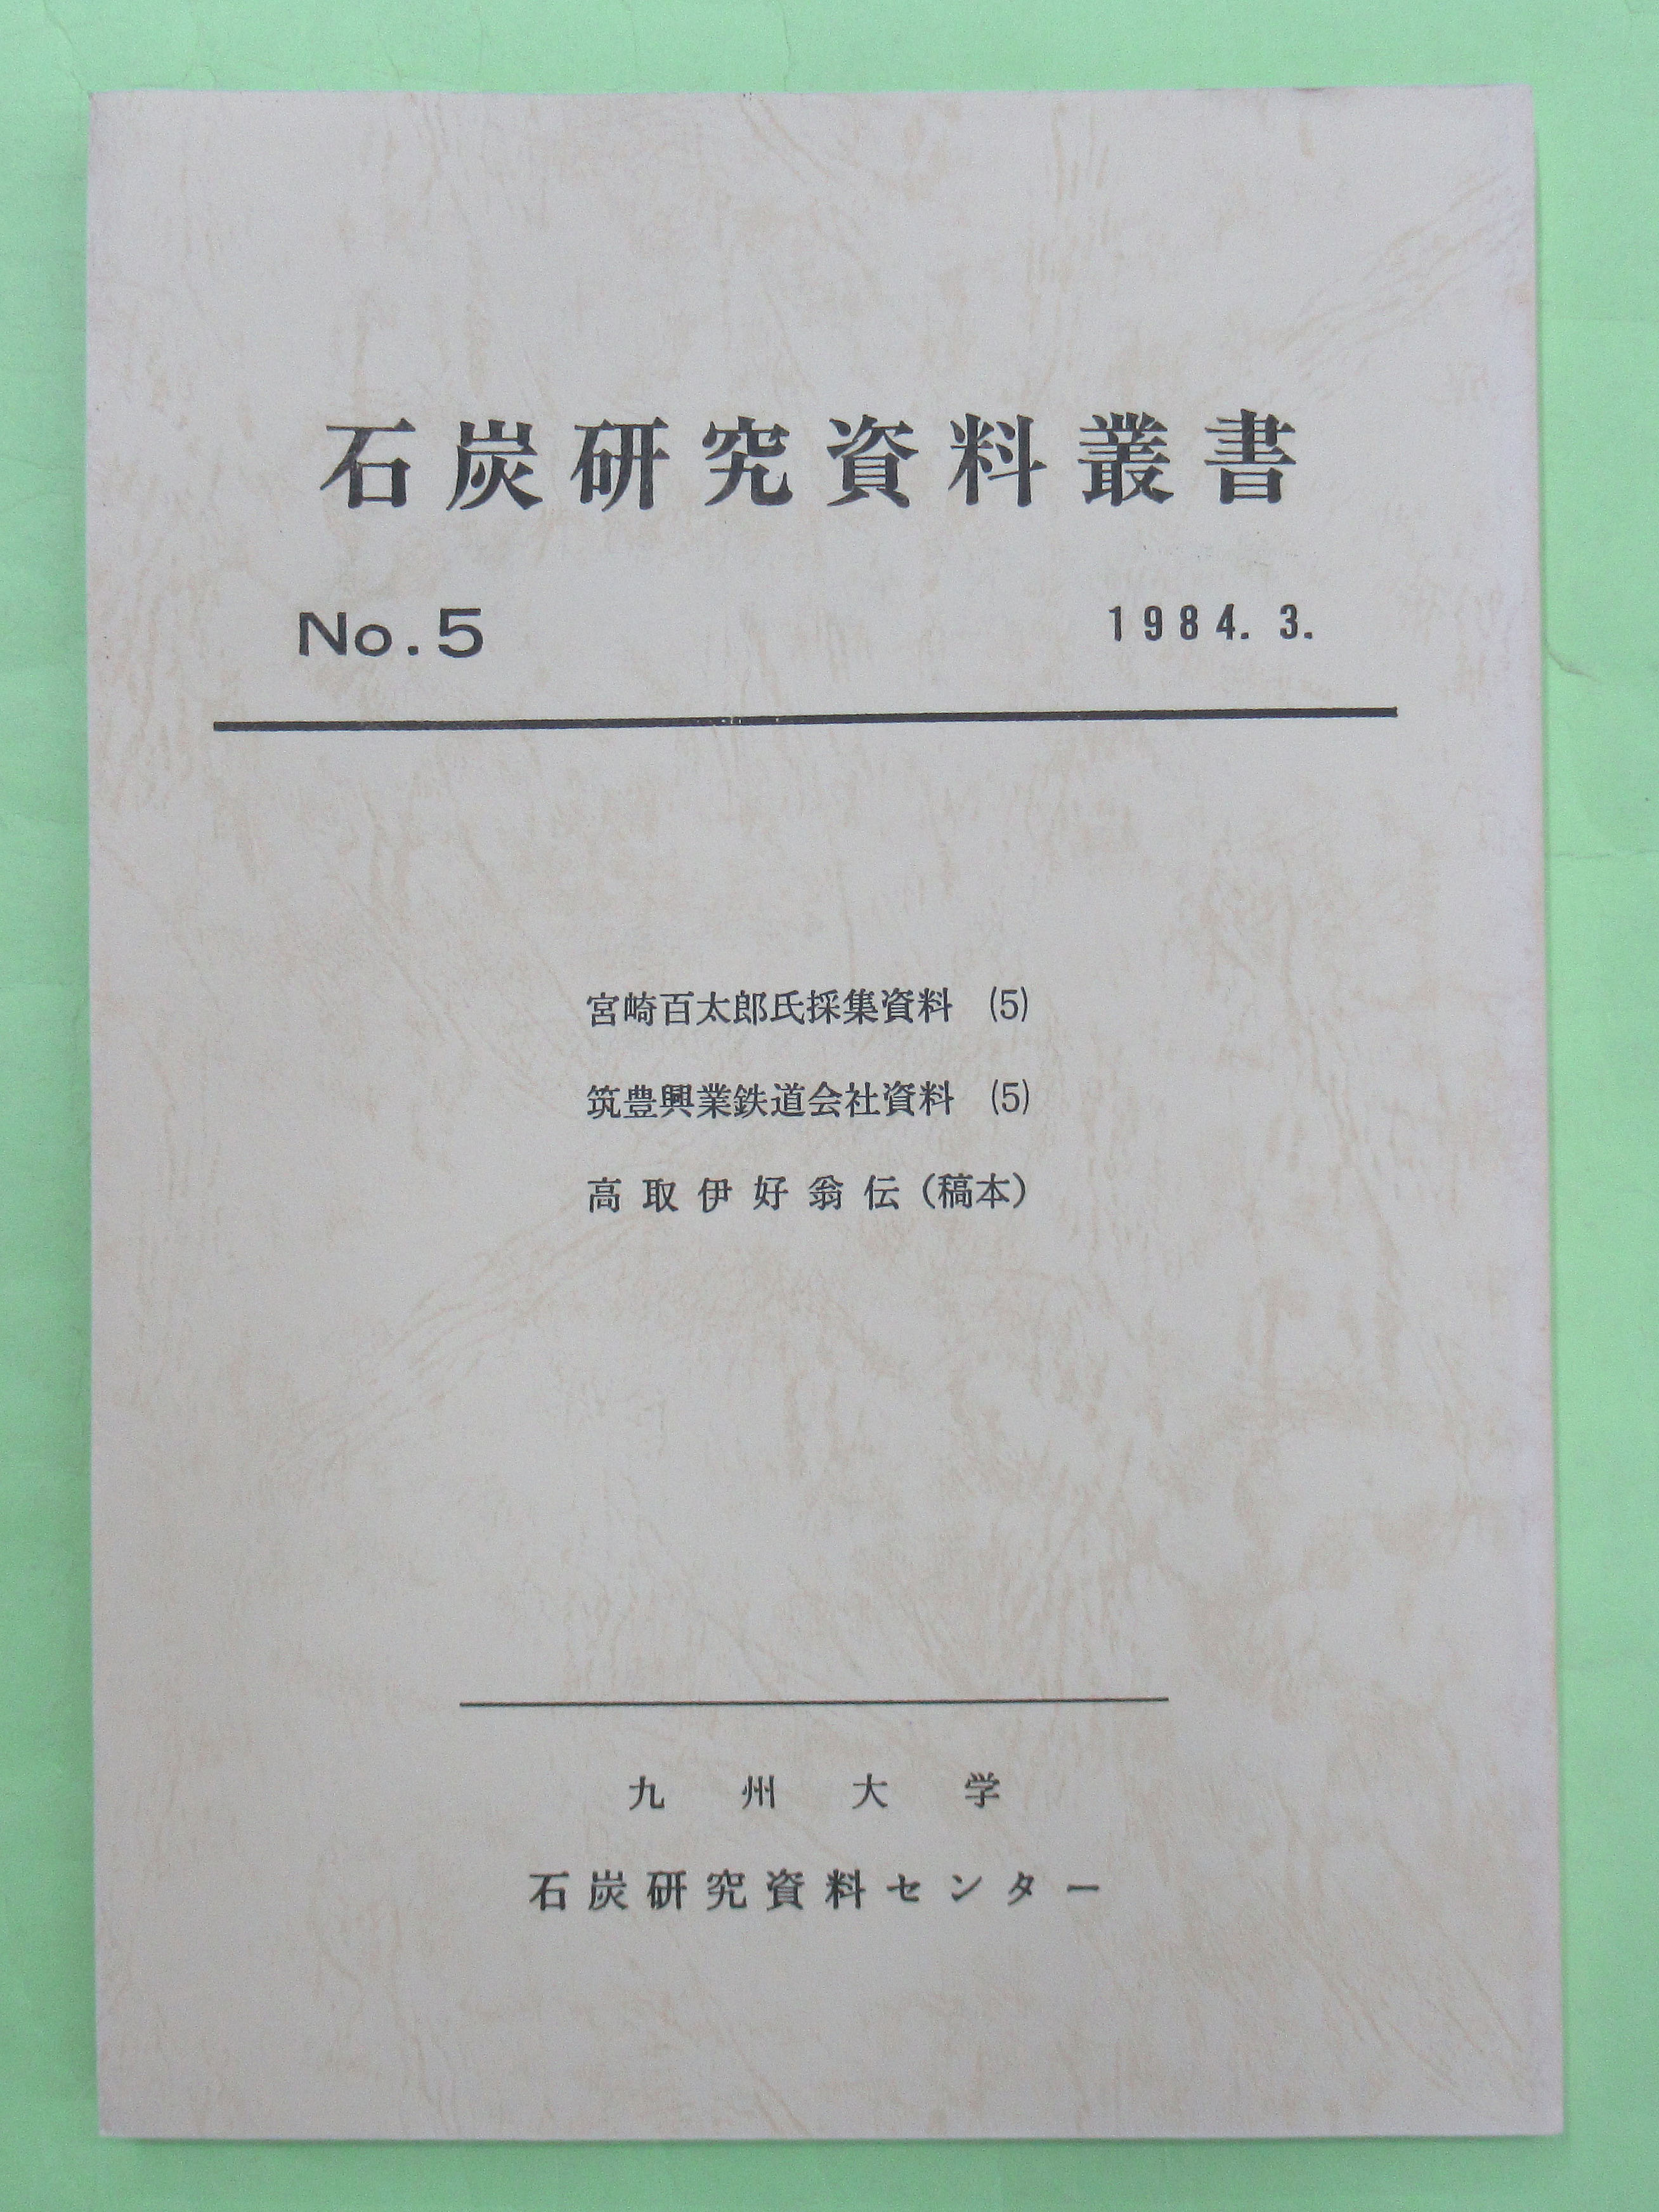 石炭研究資料叢書
No.5 1984.3.
宮崎百太郎氏採集資料 (5)
筑豊興業鉄道会社資料 (5)
高取伊好翁伝(稿本)
九州大学
石炭研究資料センター